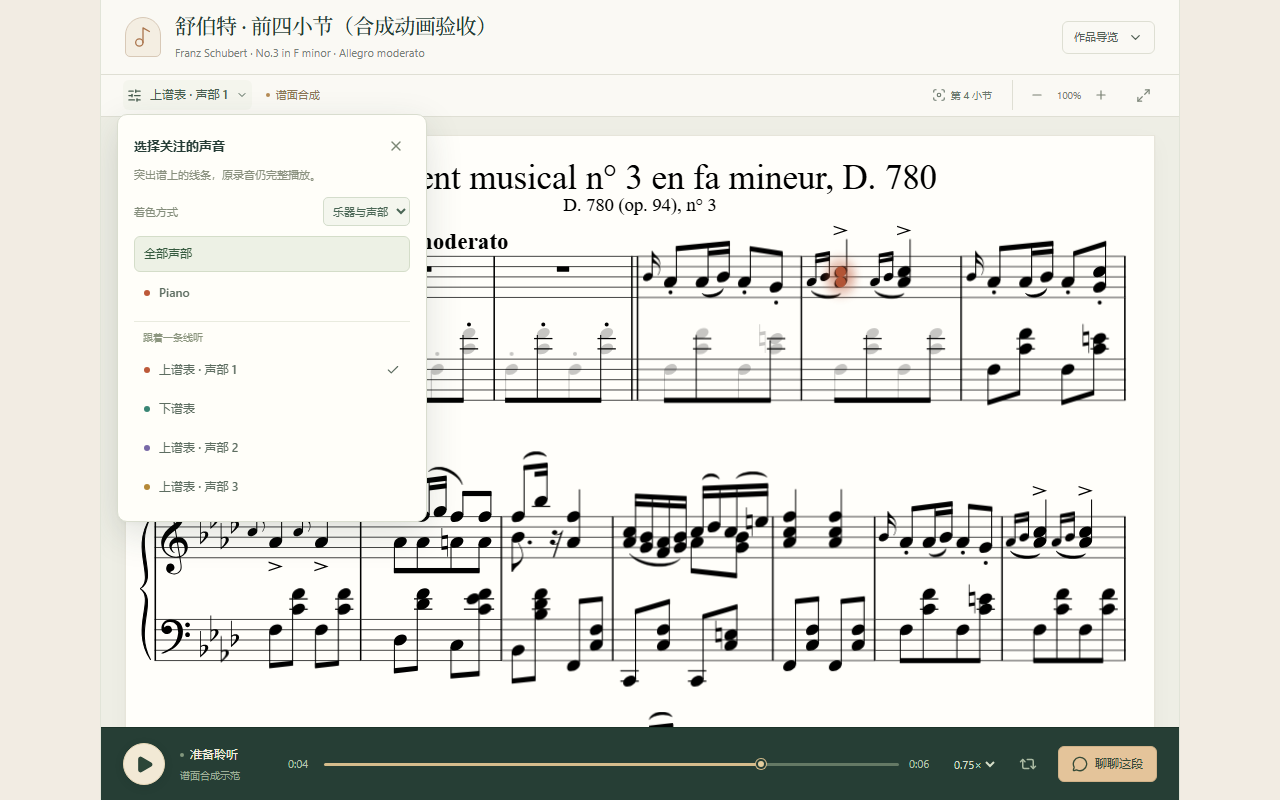 舒伯特 · 前四小节（合成动画验收）
Franz Schubert · No.3 in F minor · Allegro moderato
作品导览
上谱表 · 声部 1
谱面合成
第 4 小节
100%
选择关注的声音
突出谱上的线条，原录音仍完整播放。
着色方式
乐器与声部
全部声部
Piano
跟着一条线听
上谱表 · 声部 1
下谱表
上谱表 · 声部 2
上谱表 · 声部 3
ent musical n° 3 en fa mineur, D. 780
D. 780 (op. 94), n° 3
moderato
准备聆听
谱面合成示范
0:04
0:06
0.75×
聊聊这段